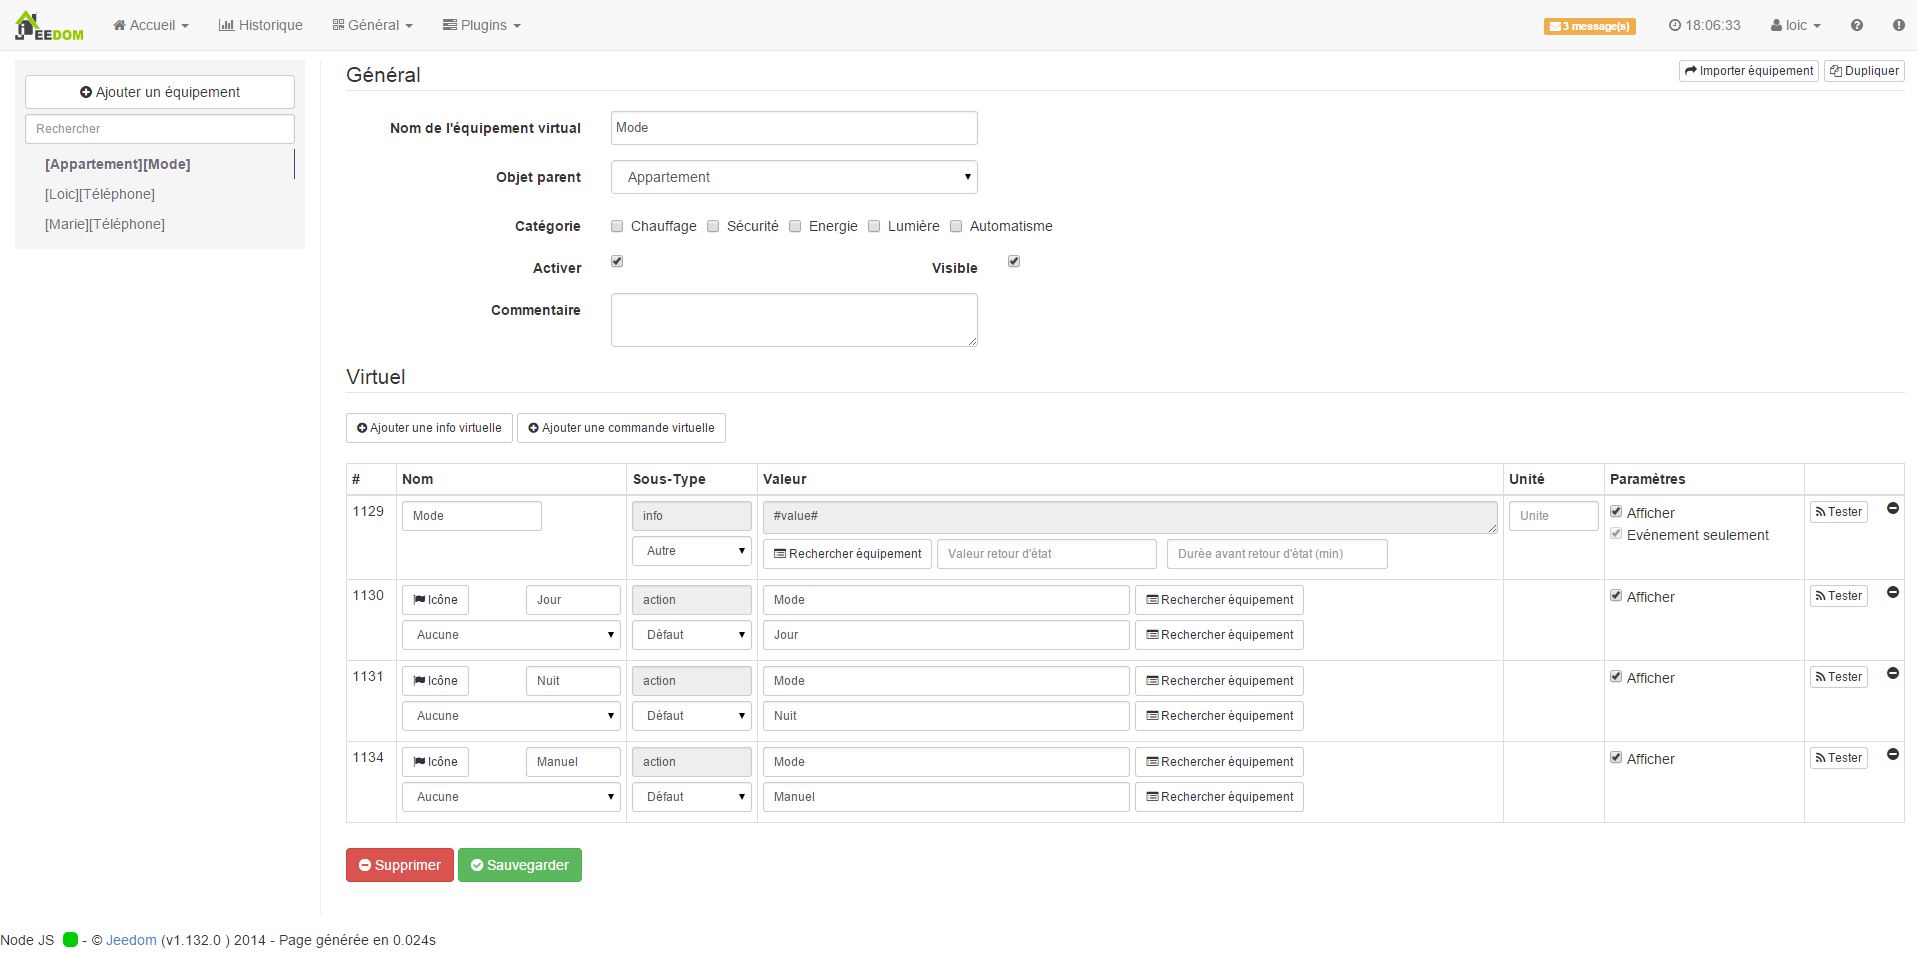 JEEDOM Accueil Historique Général Plugins 3 message(s) 18:06:33 loic
Ajouter un équipement
Rechercher
[Appartement][Mode]
[Loic][Téléphone]
[Marie][Téléphone]
Général Importer équipement Dupliquer
Nom de l'équipement virtual Mode
Objet parent Appartement
Catégorie Chauffage Sécurité Energie Lumière Automatisme
Activer Visible
Commentaire
Virtuel
Ajouter une info virtuelle Ajouter une commande virtuelle
# Nom Sous-Type Valeur Unité Paramètres
1129 Mode info #value# Unite Afficher Tester
Evénement seulement
Autre Rechercher équipement Valeur retour d'état Durée avant retour d'état (min)
1130 Icône Jour action Mode Rechercher équipement Afficher Tester
Aucune Défaut Jour Rechercher équipement
1131 Icône Nuit action Mode Rechercher équipement Afficher Tester
Aucune Défaut Nuit Rechercher équipement
1134 Icône Manuel action Mode Rechercher équipement Afficher Tester
Aucune Défaut Manuel Rechercher équipement
Supprimer Sauvegarder
Node JS - © Jeedom (v1.132.0 ) 2014 - Page générée en 0.024s